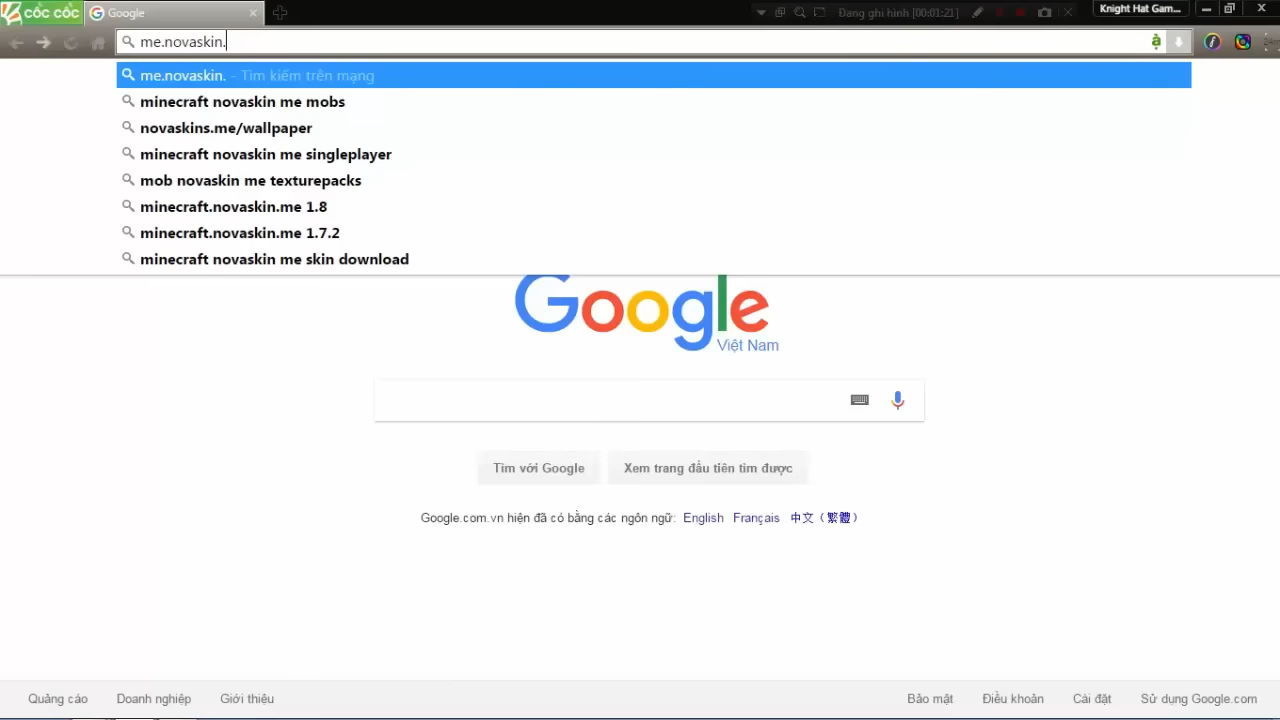 CỐC CỐC
Google
Đang ghi hình [00:01:21]
Knight Hat Gam...
me.novaskin.
me.novaskin. - Tìm kiếm trên mạng
minecraft novaskin me mobs
novaskins.me/wallpaper
minecraft novaskin me singleplayer
mob novaskin me texturepacks
minecraft.novaskin.me 1.8
minecraft.novaskin.me 1.7.2
minecraft novaskin me skin download
Google
Việt Nam
Tìm với Google
Xem trang đầu tiên tìm được
Google.com.vn hiện đã có bằng các ngôn ngữ: English Français 中文（繁體）
Quảng cáo
Doanh nghiệp
Giới thiệu
Bảo mật
Điều khoản
Cài đặt
Sử dụng Google.com